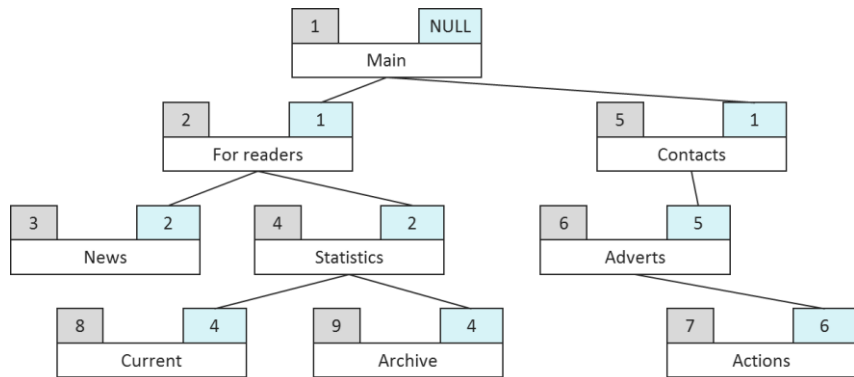 1 NULL
Main
2 1
For readers
5 1
Contacts
3 2
News
4 2
Statistics
6 5
Adverts
8 4
Current
9 4
Archive
7 6
Actions